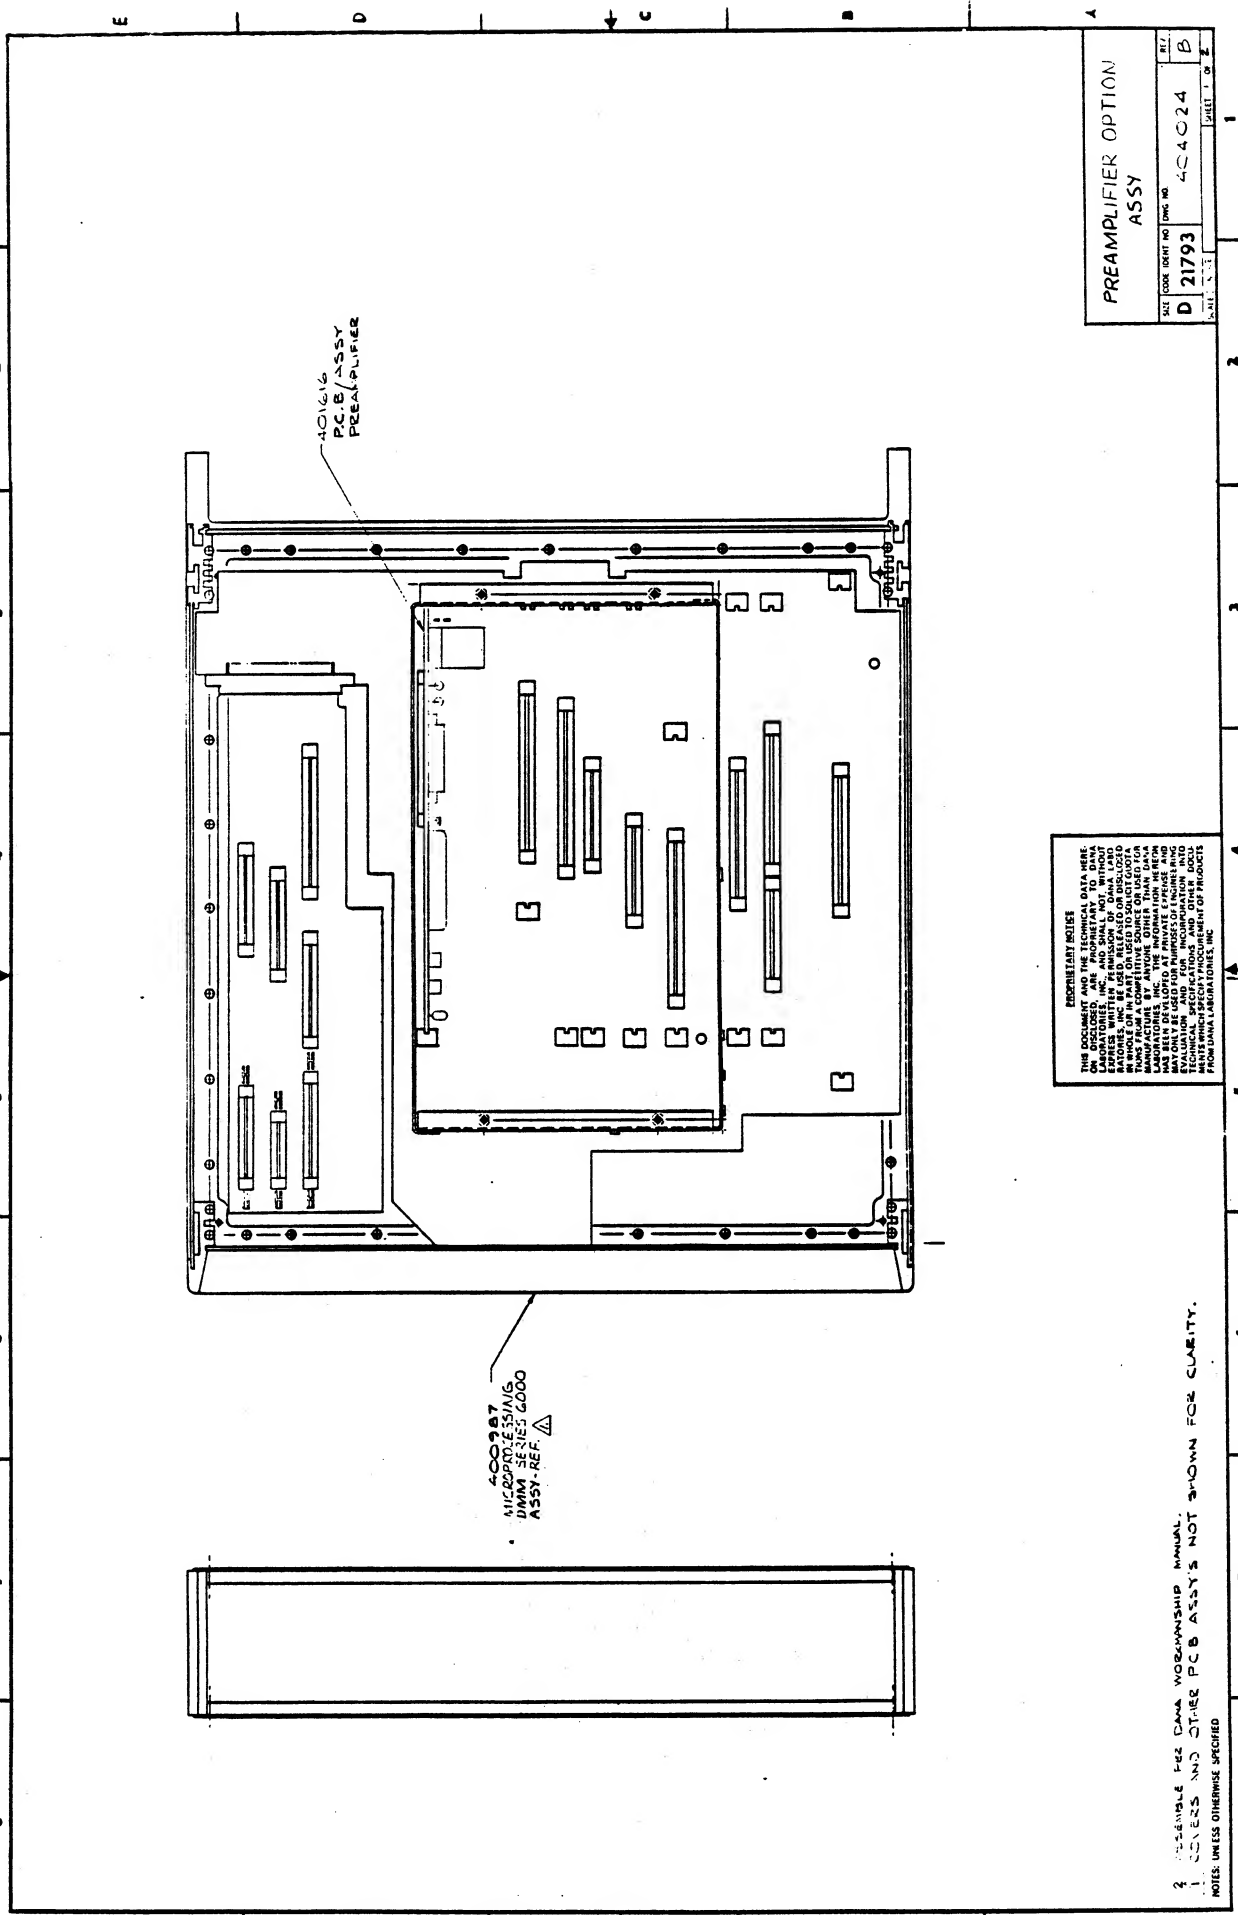 E
D
C
B
A
1
2
3
4
401616
P.C.B/ASSY
PREAMPLIFIER
400987
MICROPROCESSING
DMM SERIES 6000
ASSY-REF.
PROPRIETARY NOTICE
THIS DOCUMENT AND THE TECHNICAL DATA HERE-
ON DISCLOSED, ARE PROPRIETARY TO DANA
LABORATORIES, INC., AND SHALL NOT, WITHOUT
EXPRESS WRITTEN PERMISSION OF DANA LABO
RATORIES, INC. BE USED, RELEASED OR DISCLOSED
IN WHOLE OR IN PART, OR USED TO SOLICIT QUOTA
TIONS FROM A COMPETITIVE SOURCE OR USED FOR
MANUFACTURE BY ANYONE OTHER THAN DANA
LABORATORIES, INC. THE INFORMATION HEREON
HAS BEEN DEVELOPED AT PRIVATE EXPENSE AND
MAY ONLY BE USED FOR PURPOSES OF ENGINEERING
EVALUATION AND FOR INCORPORATION INTO
TECHNICAL SPECIFICATIONS AND OTHER DOCU-
MENTS WHICH SPECIFY PROCUREMENT OF PRODUCTS
FROM DANA LABORATORIES, INC
2 ASSEMBLE PER DANA WORKMANSHIP MANUAL.
1 COVERS AND OTHER PCB ASSY'S NOT SHOWN FOR CLARITY.
NOTES: UNLESS OTHERWISE SPECIFIED
PREAMPLIFIER OPTION
ASSY
SIZE CODE IDENT NO DWG NO. REV
D 21793 404024 B
SCALE SHEET 1 OF 2